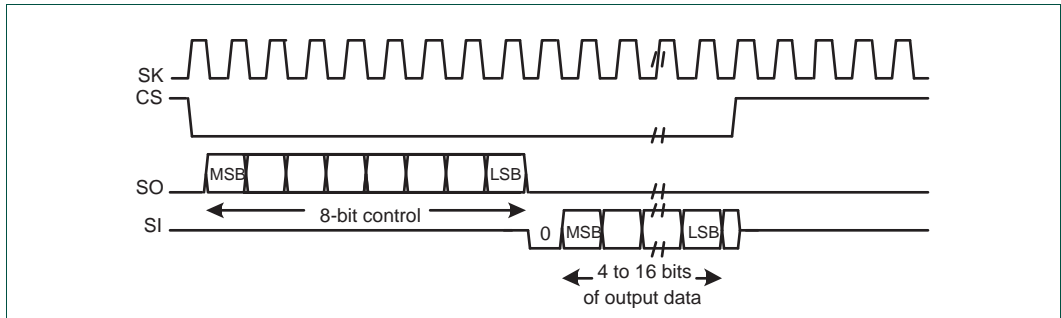 SK
CS
SO
MSB
LSB
8-bit control
SI
0
MSB
LSB
4 to 16 bits
of output data